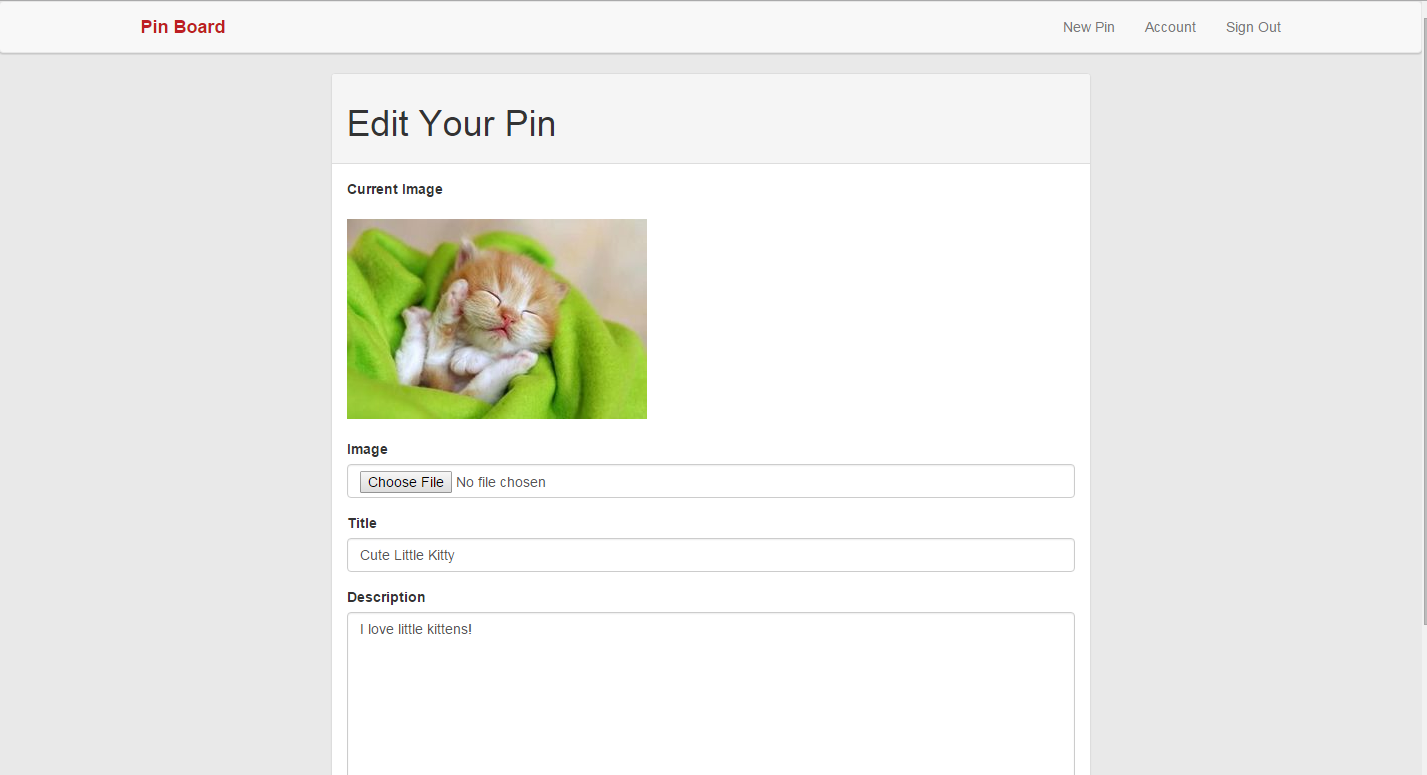 Pin Board New Pin Account Sign Out
Edit Your Pin
Current Image
Image
Choose File No file chosen
Title
Cute Little Kitty
Description
I love little kittens!